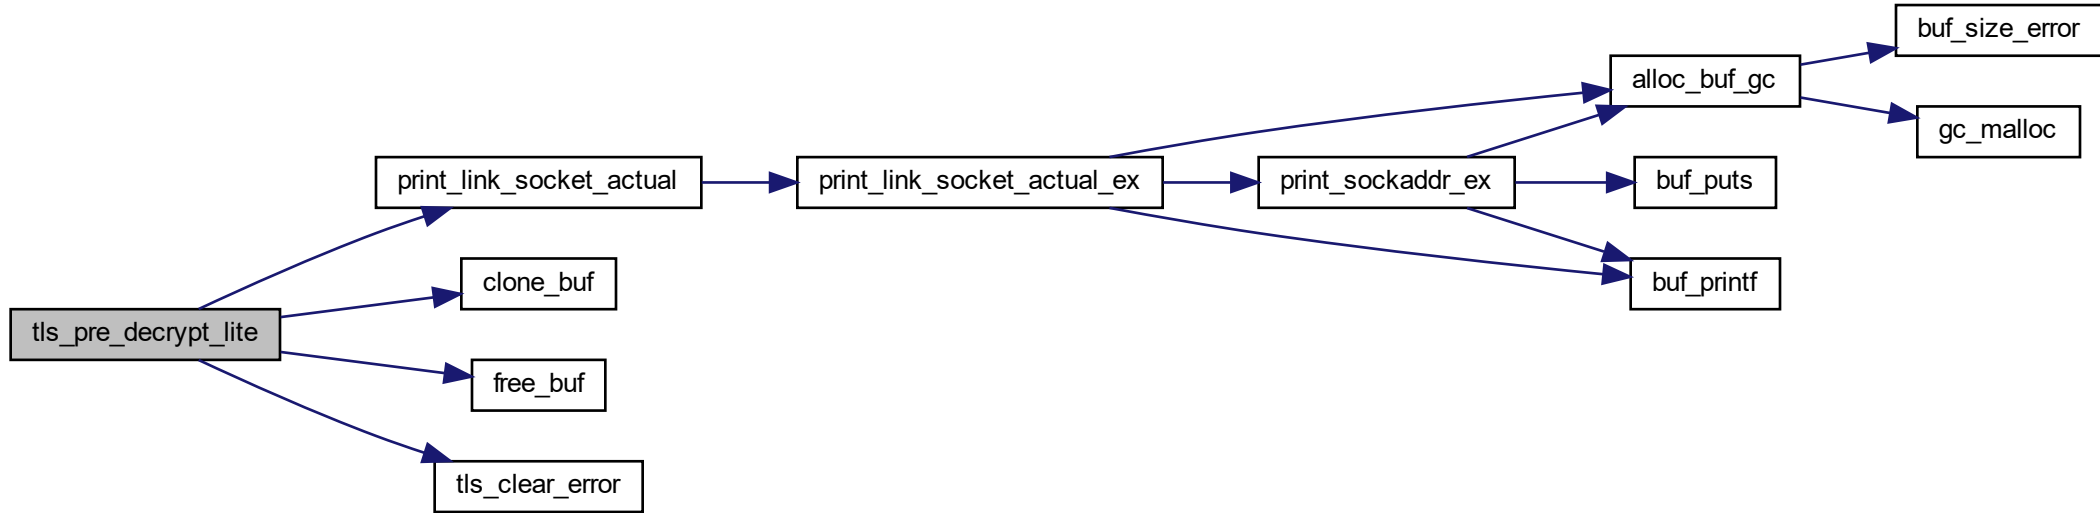 tls_pre_decrypt_lite
print_link_socket_actual
clone_buf
free_buf
tls_clear_error
print_link_socket_actual_ex
print_sockaddr_ex
alloc_buf_gc
buf_puts
buf_printf
buf_size_error
gc_malloc